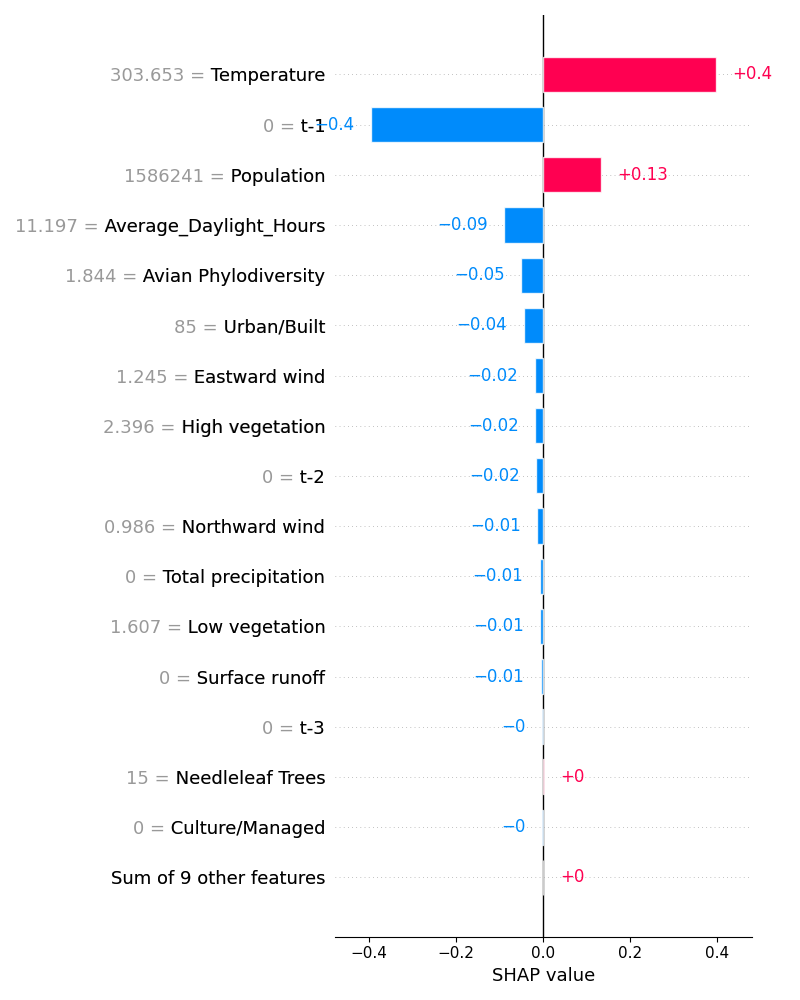 303.653 = Temperature +0.4
0 = t-1 −0.4
1586241 = Population +0.13
11.197 = Average_Daylight_Hours −0.09
1.844 = Avian Phylodiversity −0.05
85 = Urban/Built −0.04
1.245 = Eastward wind −0.02
2.396 = High vegetation −0.02
0 = t-2 −0.02
0.986 = Northward wind −0.01
0 = Total precipitation −0.01
1.607 = Low vegetation −0.01
0 = Surface runoff −0.01
0 = t-3 −0
15 = Needleleaf Trees +0
0 = Culture/Managed −0
Sum of 9 other features +0
−0.4 −0.2 0.0 0.2 0.4
SHAP value